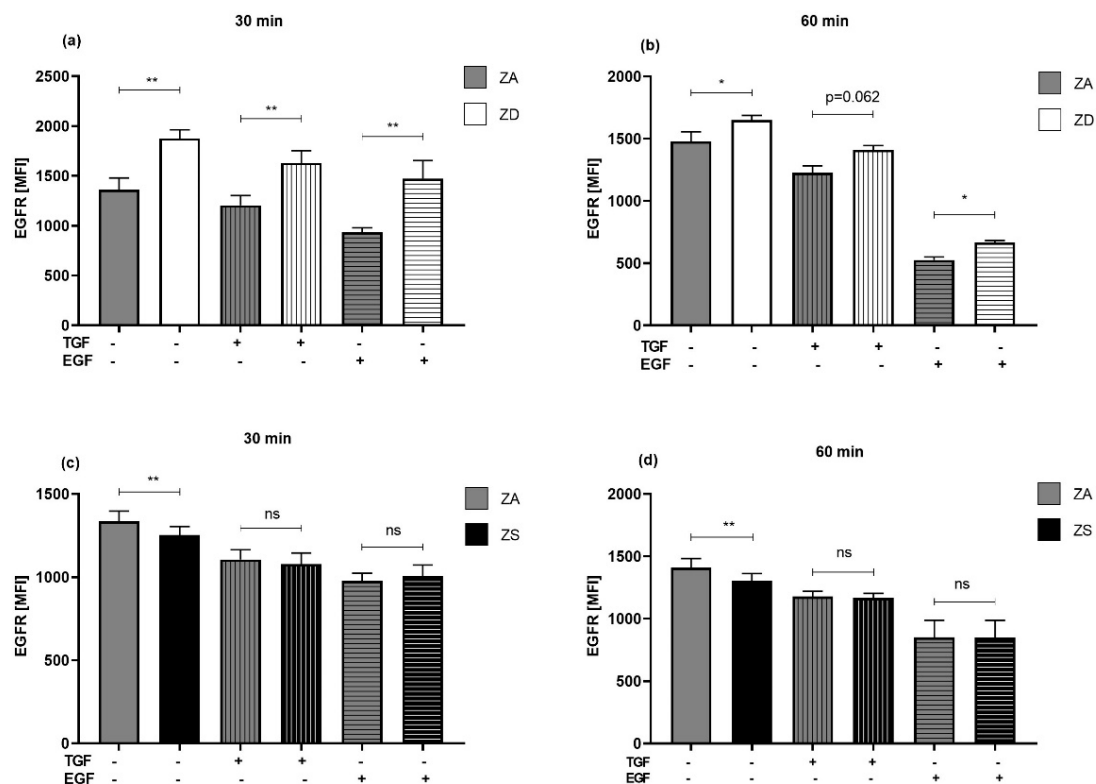 30 min
(a)
** ** **
ZA
ZD
2500
2000
1500
1000
500
0
EGFR [MFI]
TGF - - + + - -
EGF - - - - + +
60 min
(b)
* p=0.062 *
ZA
ZD
2000
1500
1000
500
0
EGFR [MFI]
TGF - - + + - -
EGF - - - - + +
30 min
(c)
** ns ns
ZA
ZS
1500
1000
500
0
EGFR [MFI]
TGF - - + + - -
EGF - - - - + +
60 min
(d)
** ns ns
ZA
ZS
2000
1500
1000
500
0
EGFR [MFI]
TGF - - + + - -
EGF - - - - + +